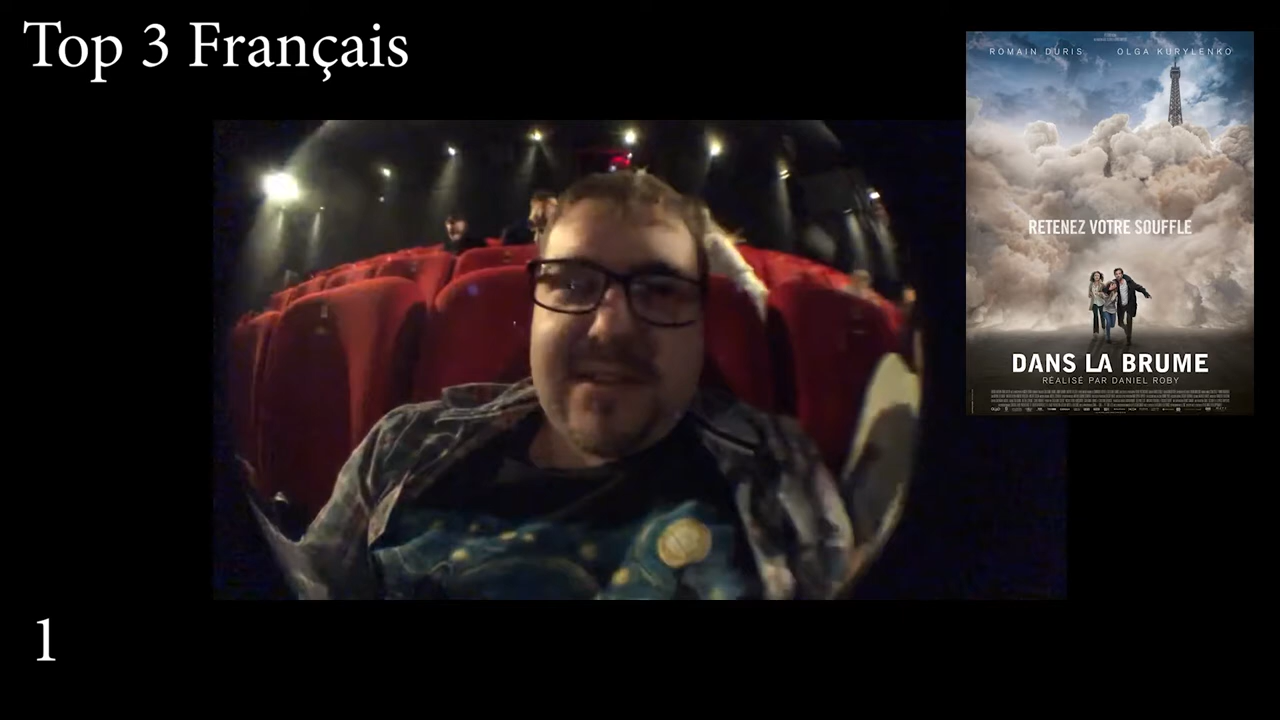 Top 3 Français
ROMAIN DURIS OLGA KURYLENKO
RETENEZ VOTRE SOUFFLE
DANS LA BRUME
RÉALISÉ PAR DANIEL ROBY
1